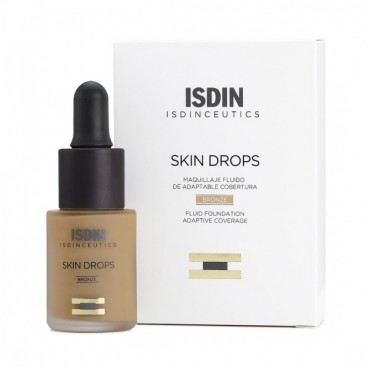 ISDIN
ISDINCEUTICS
SKIN DROPS
MAQUILLAJE FLUIDO
DE ADAPTABLE COBERTURA
BRONZE
FLUID FOUNDATION
ADAPTIVE COVERAGE
ISDIN
ISDINCEUTICS
SKIN DROPS
BRONZE